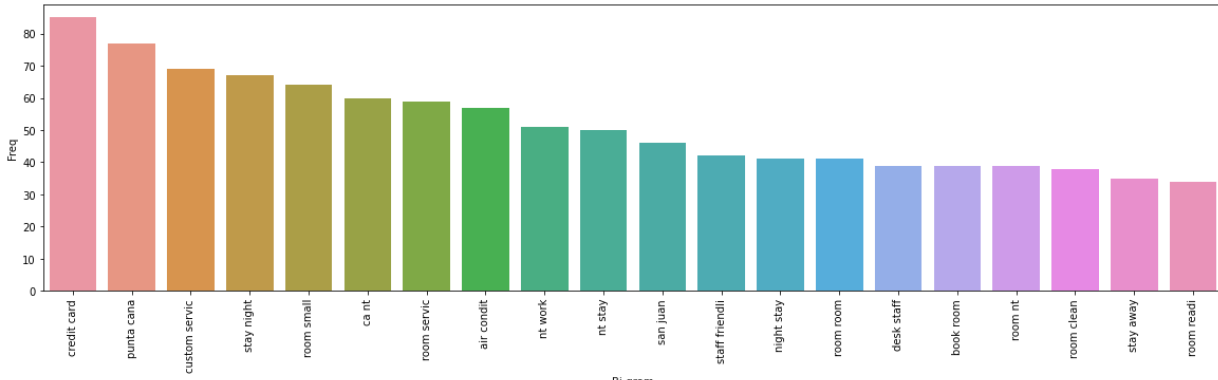 80
70
60
50
40
30
20
10
0
Freq
credit card
punta cana
custom servic
stay night
room small
ca nt
room servic
air condit
nt work
nt stay
san juan
staff friendli
night stay
room room
desk staff
book room
room nt
room clean
stay away
room readi